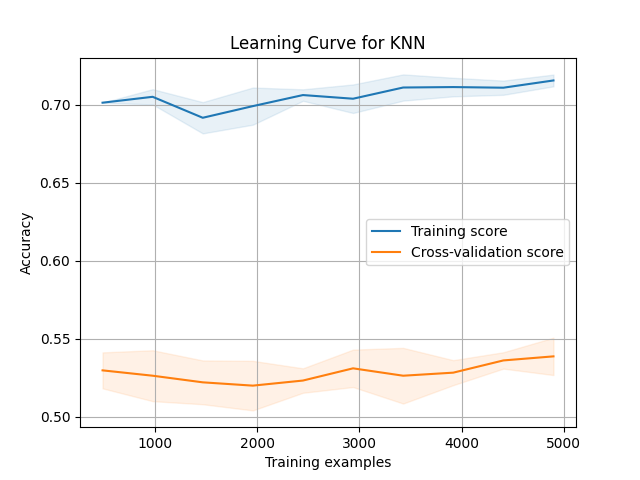 Learning Curve for KNN
0.70
0.65
0.60
0.55
0.50
Accuracy
Training score
Cross-validation score
1000 2000 3000 4000 5000
Training examples